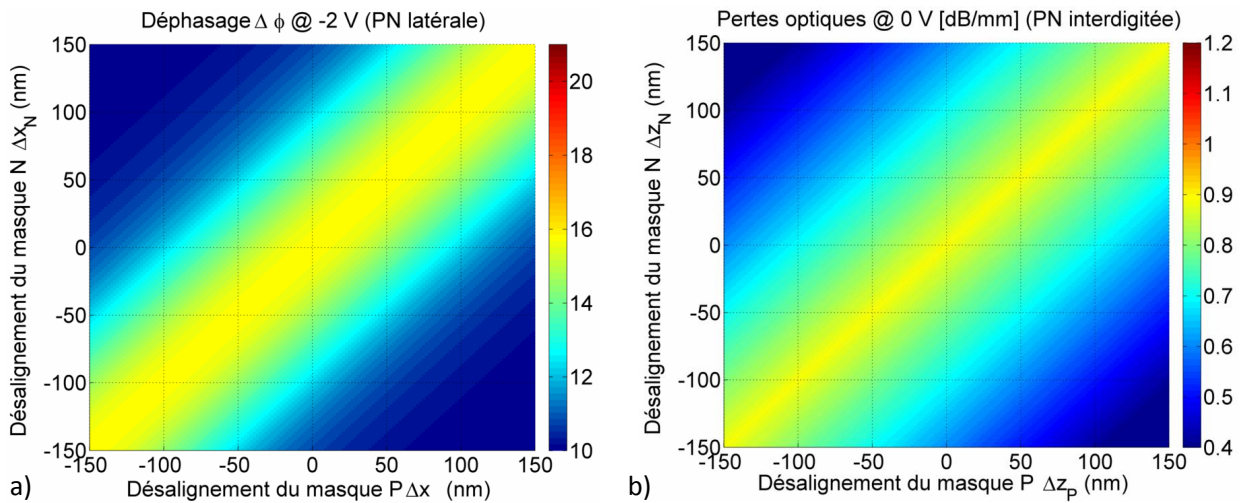 Déphasage Δ ϕ @ -2 V (PN latérale)
150
100
50
0
-50
-100
-150
Désalignement du masque N Δx_N (nm)
-150 -100 -50 0 50 100 150
Désalignement du masque P Δx (nm)
20
18
16
14
12
10
a)
Pertes optiques @ 0 V [dB/mm] (PN interdigitée)
150
100
50
0
-50
-100
-150
Désalignement du masque N Δz_N (nm)
-150 -100 -50 0 50 100 150
Désalignement du masque P Δz_P (nm)
1.2
1.1
1
0.9
0.8
0.7
0.6
0.5
0.4
b)